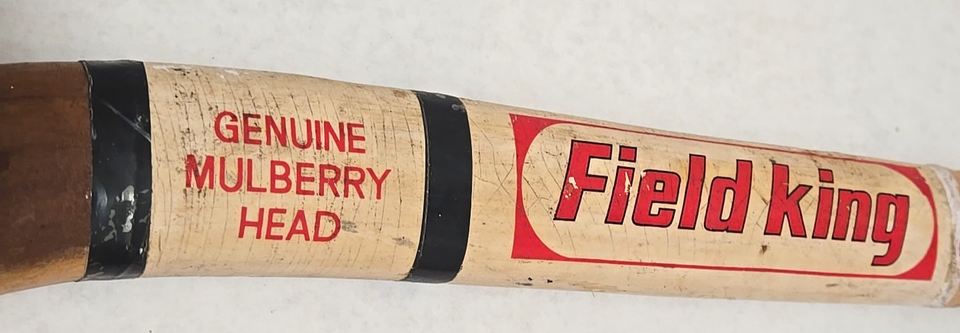 GENUINE
MULBERRY
HEAD
Field king